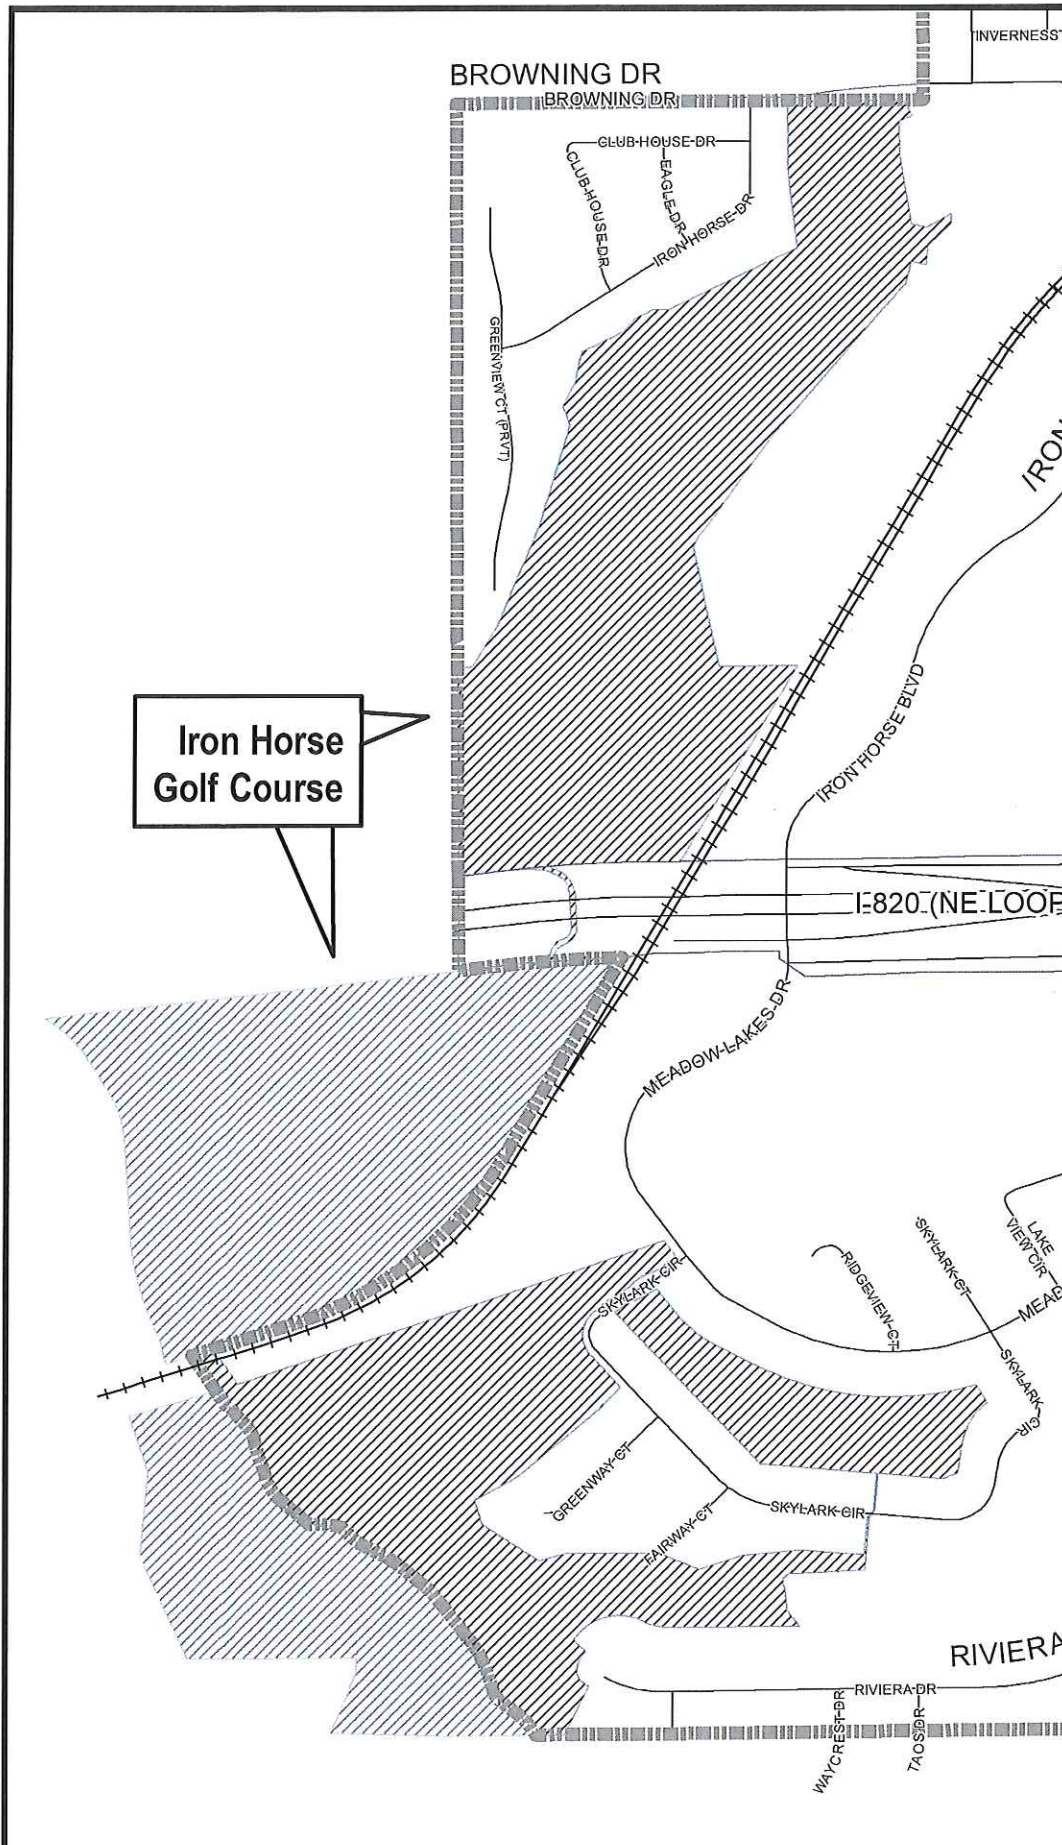 INVERNESS
BROWNING DR
BROWNING DR
CLUB HOUSE DR
CLUB HOUSE DR
EAGLE DR
IRON HORSE DR
GREENVIEW CT (PRVT)
IRON
IRON HORSE BLVD
Iron Horse
Golf Course
I-820 (NE LOOP
MEADOW LAKES DR
SKYLARK CT
LAKE
VIEW CIR
RIDGEVIEW CT
SKYLARK CIR
MEAD
SKYLARK
CIR
GREENWAY CT
FAIRWAY CT
SKYLARK CIR
RIVIERA
RIVIERA DR
WAYCREST DR
TAOS DR